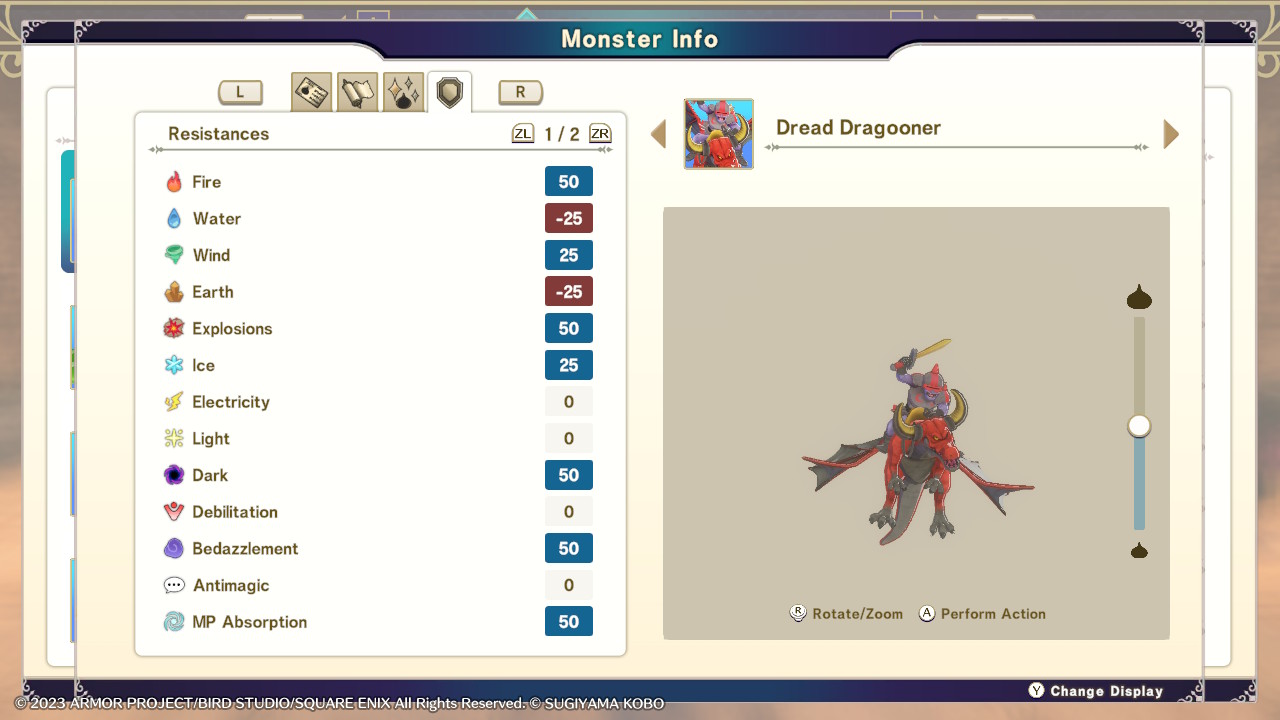 Monster Info
L
R
Resistances ZL 1 / 2 ZR
Fire 50
Water -25
Wind 25
Earth -25
Explosions 50
Ice 25
Electricity 0
Light 0
Dark 50
Debilitation 0
Bedazzlement 50
Antimagic 0
MP Absorption 50
Dread Dragooner
R Rotate/Zoom A Perform Action
Y Change Display
© 2023 ARMOR PROJECT/BIRD STUDIO/SQUARE ENIX All Rights Reserved. © SUGIYAMA KOBO